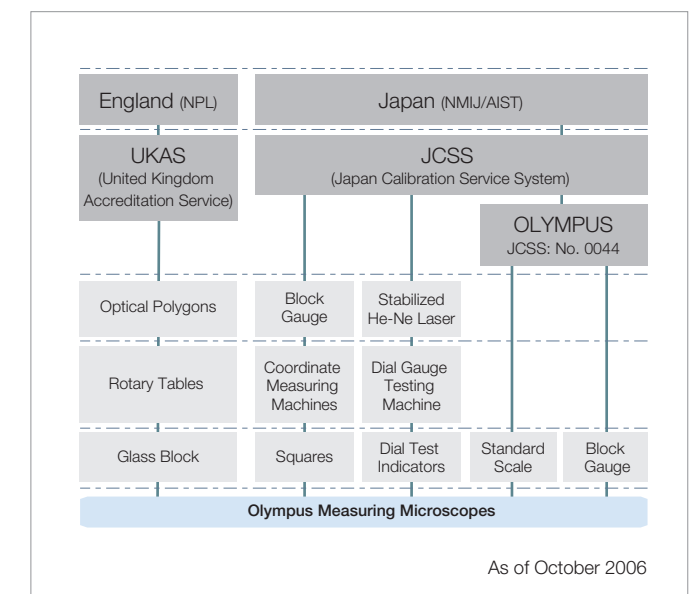 England (NPL)
Japan (NMIJ/AIST)
UKAS
(United Kingdom
Accreditation Service)
JCSS
(Japan Calibration Service System)
OLYMPUS
JCSS: No. 0044
Optical Polygons
Block
Gauge
Stabilized
He-Ne Laser
Rotary Tables
Coordinate
Measuring
Machines
Dial Gauge
Testing
Machine
Glass Block
Squares
Dial Test
Indicators
Standard
Scale
Block
Gauge
Olympus Measuring Microscopes
As of October 2006